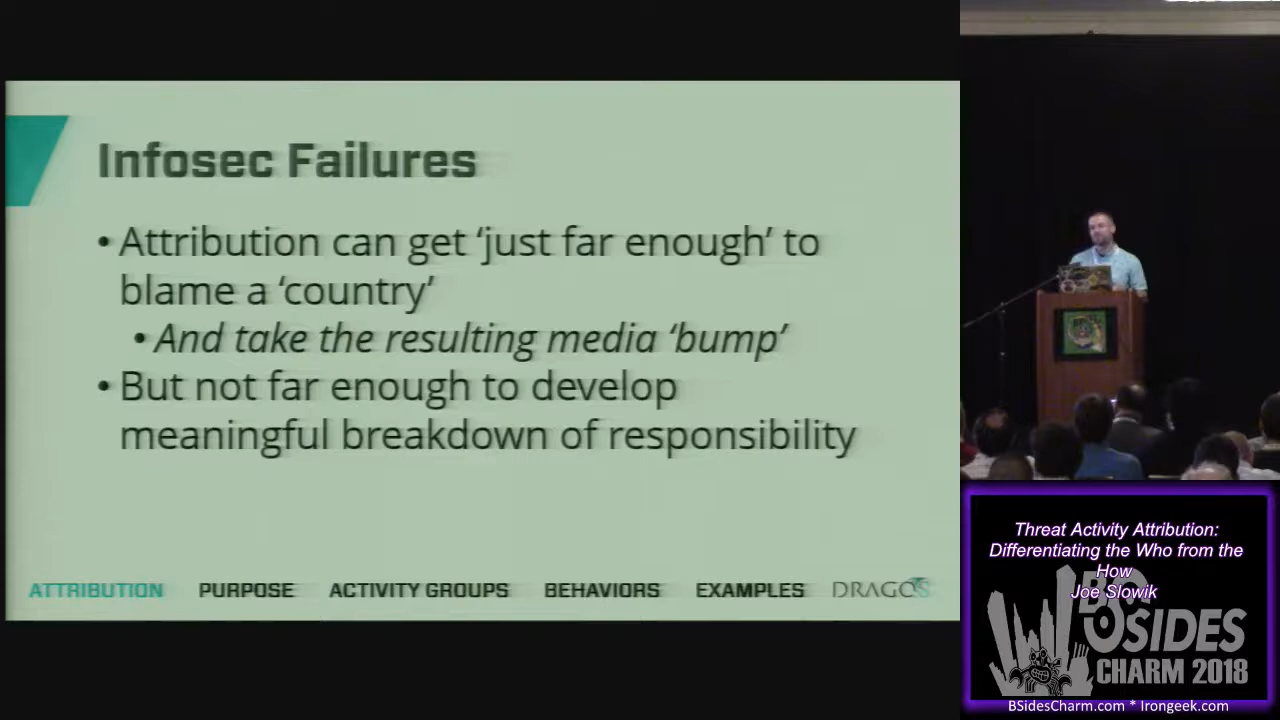 Infosec Failures
• Attribution can get ‘just far enough’ to
blame a ‘country’
• And take the resulting media ‘bump’
• But not far enough to develop
meaningful breakdown of responsibility
ATTRIBUTION PURPOSE ACTIVITY GROUPS BEHAVIORS EXAMPLES DRAGOS
Threat Activity Attribution:
Differentiating the Who from the
How
Joe Slowik
BSIDES
CHARM 2018
BSidesCharm.com * Irongeek.com